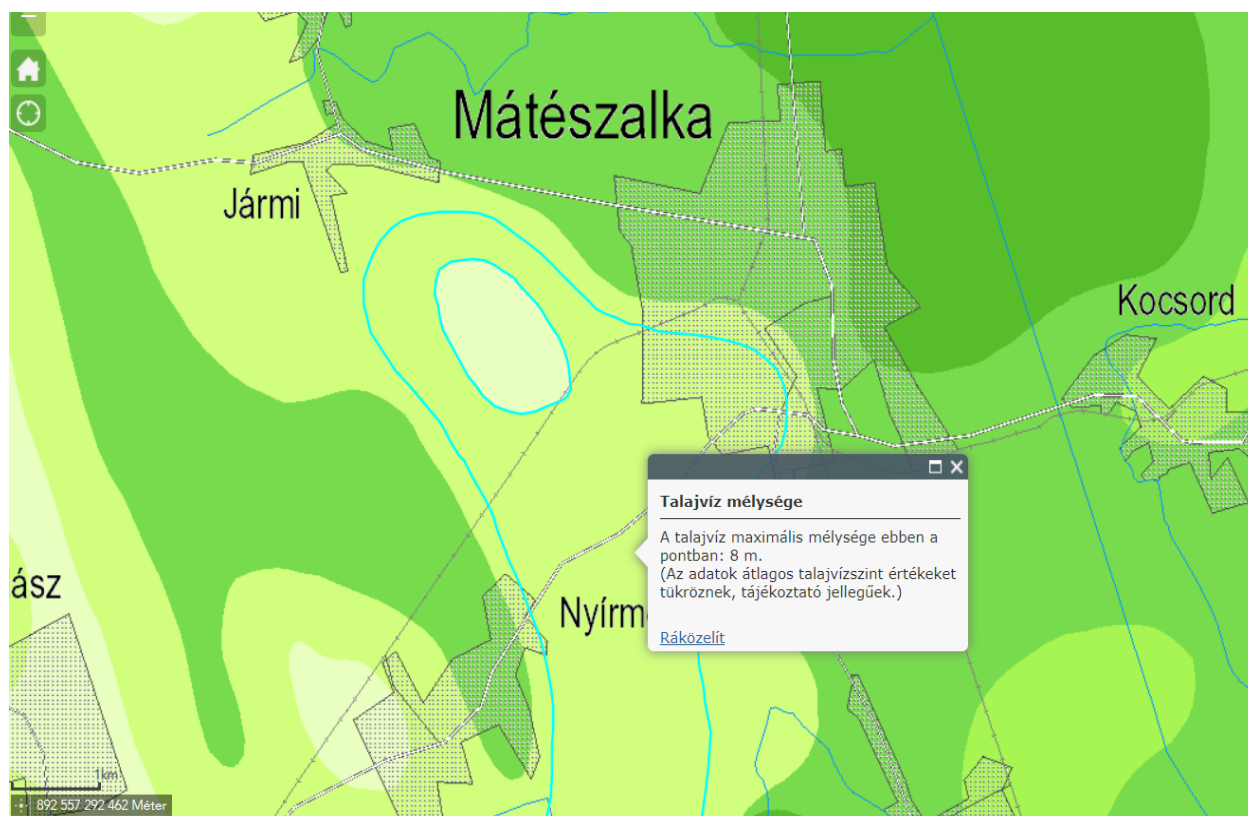 Mátészalka
Jármi
Kocsord
Talajvíz mélysége
A talajvíz maximális mélysége ebben a
pontban: 8 m.
(Az adatok átlagos talajvízszint értékeket
tükröznek, tájékoztató jellegűek.)
Ráközelít
ász
Nyírm
1km
892 557 292 462 Méter